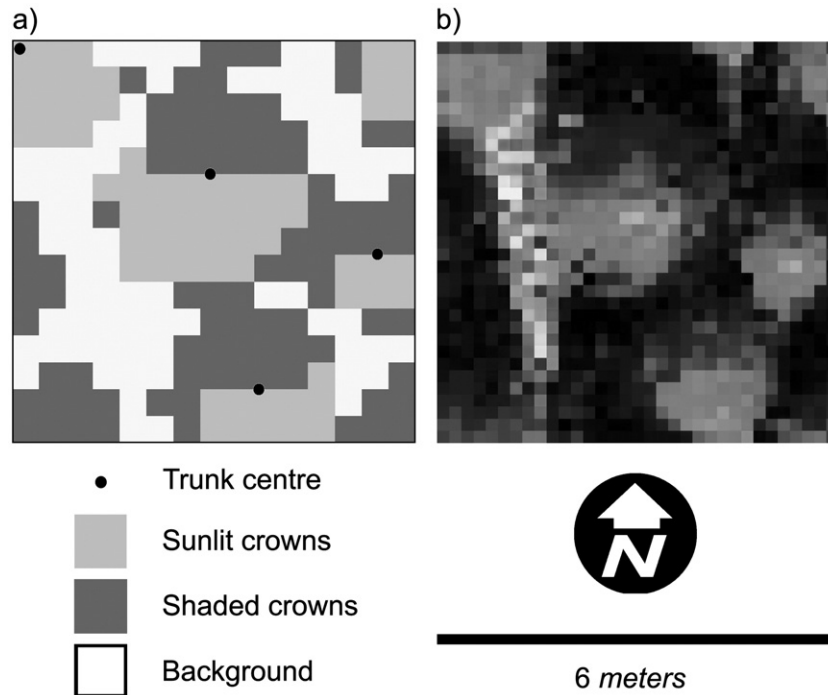 a)
b)
Trunk centre
Sunlit crowns
Shaded crowns
Background
N
6 meters